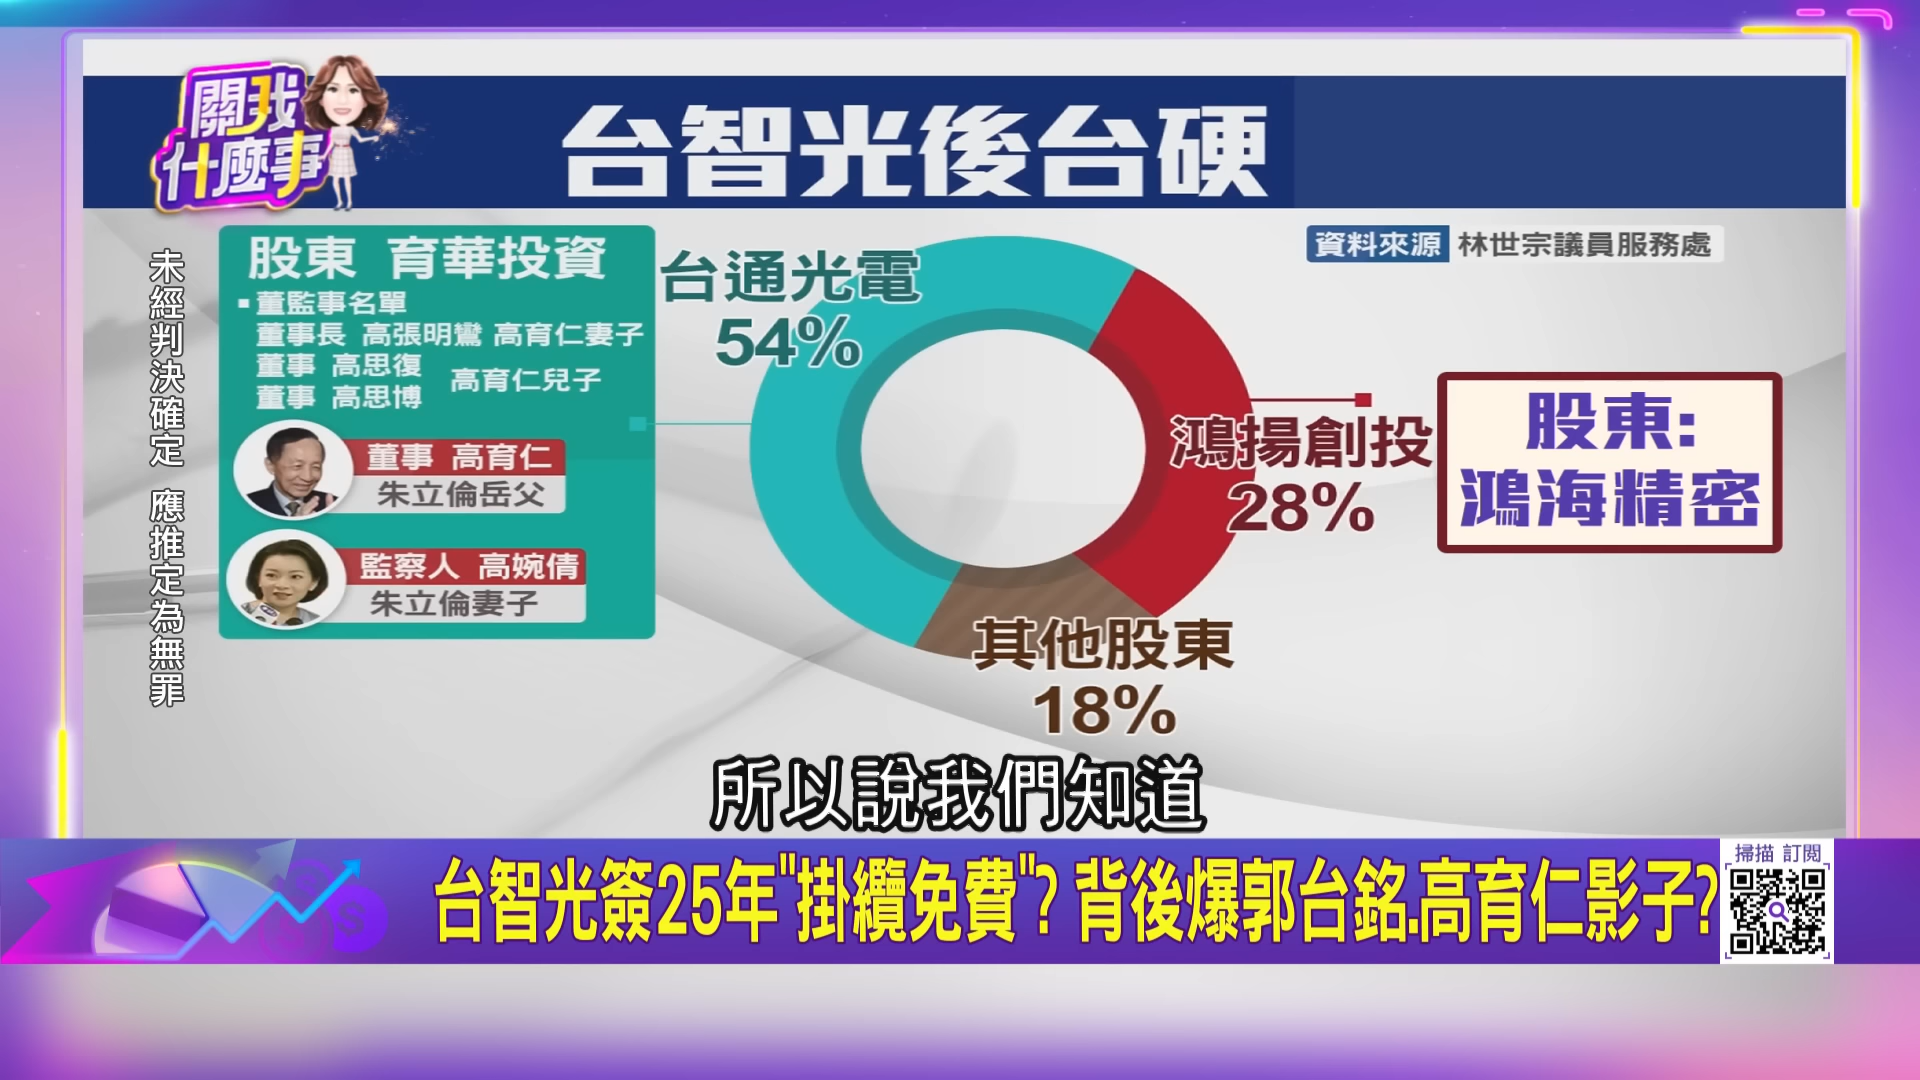 關我
什麼事
台智光後台硬
資料來源 林世宗議員服務處
未經判決確定 應推定為無罪
股東 育華投資
▪董監事名單
董事長 高張明鸞 高育仁妻子
董事 高思復
高育仁兒子
董事 高思博
董事 高育仁
朱立倫岳父
監察人 高婉倩
朱立倫妻子
台通光電
54%
鴻揚創投
28%
股東:
鴻海精密
其他股東
18%
所以說我們知道
台智光簽25年"掛纜免費"? 背後爆郭台銘.高育仁影子?
掃描 訂閱